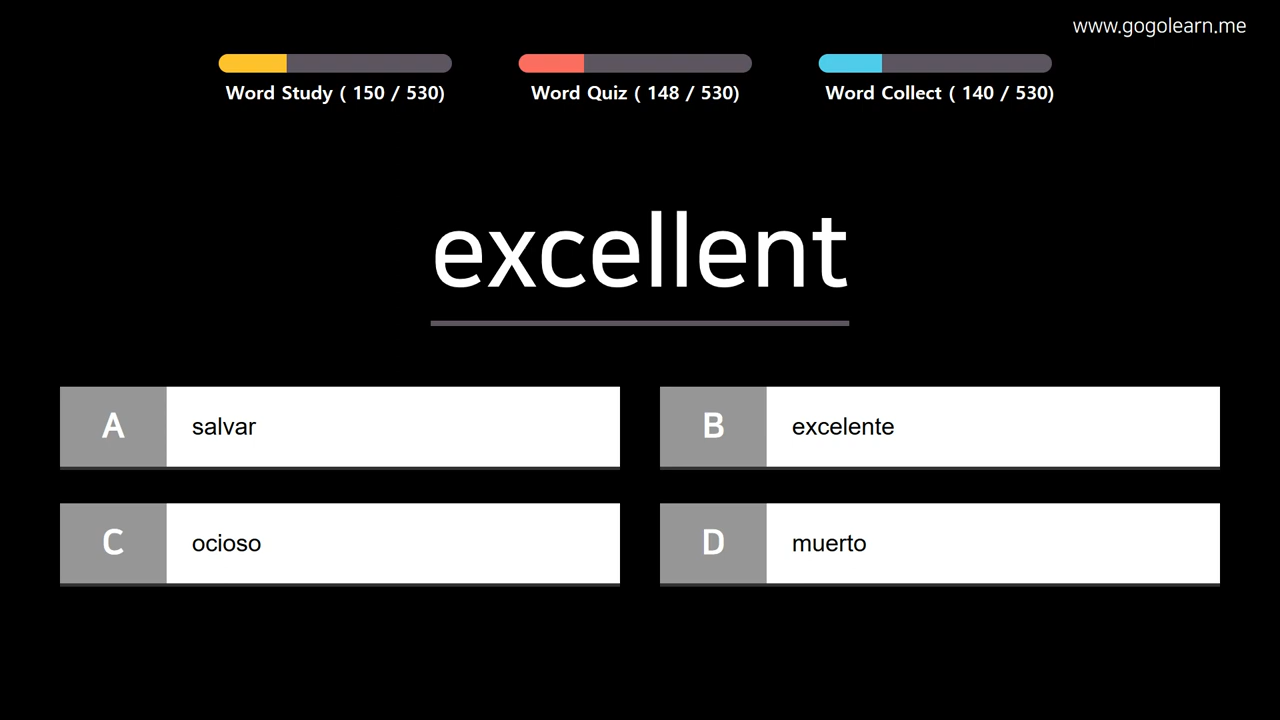 www.gogolearn.me
Word Study ( 150 / 530)
Word Quiz ( 148 / 530)
Word Collect ( 140 / 530)
excellent
A salvar
B excelente
C ocioso
D muerto